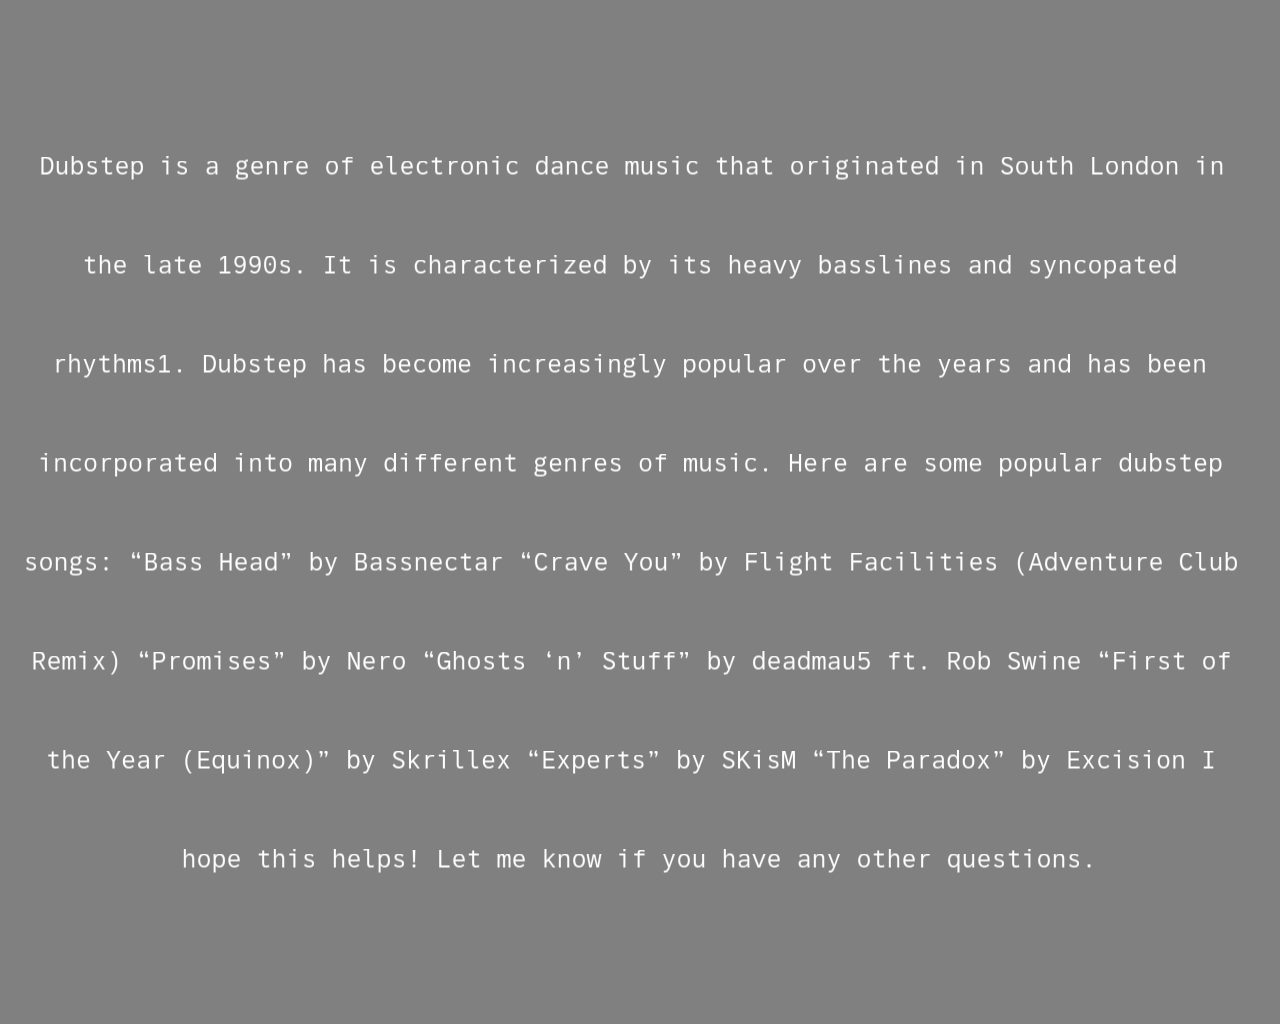 Dubstep is a genre of electronic dance music that originated in South London in
the late 1990s. It is characterized by its heavy basslines and syncopated
rhythms1. Dubstep has become increasingly popular over the years and has been
incorporated into many different genres of music. Here are some popular dubstep
songs: “Bass Head” by Bassnectar “Crave You” by Flight Facilities (Adventure Club
Remix) “Promises” by Nero “Ghosts ‘n’ Stuff” by deadmau5 ft. Rob Swine “First of
the Year (Equinox)” by Skrillex “Experts” by SKisM “The Paradox” by Excision I
hope this helps! Let me know if you have any other questions.